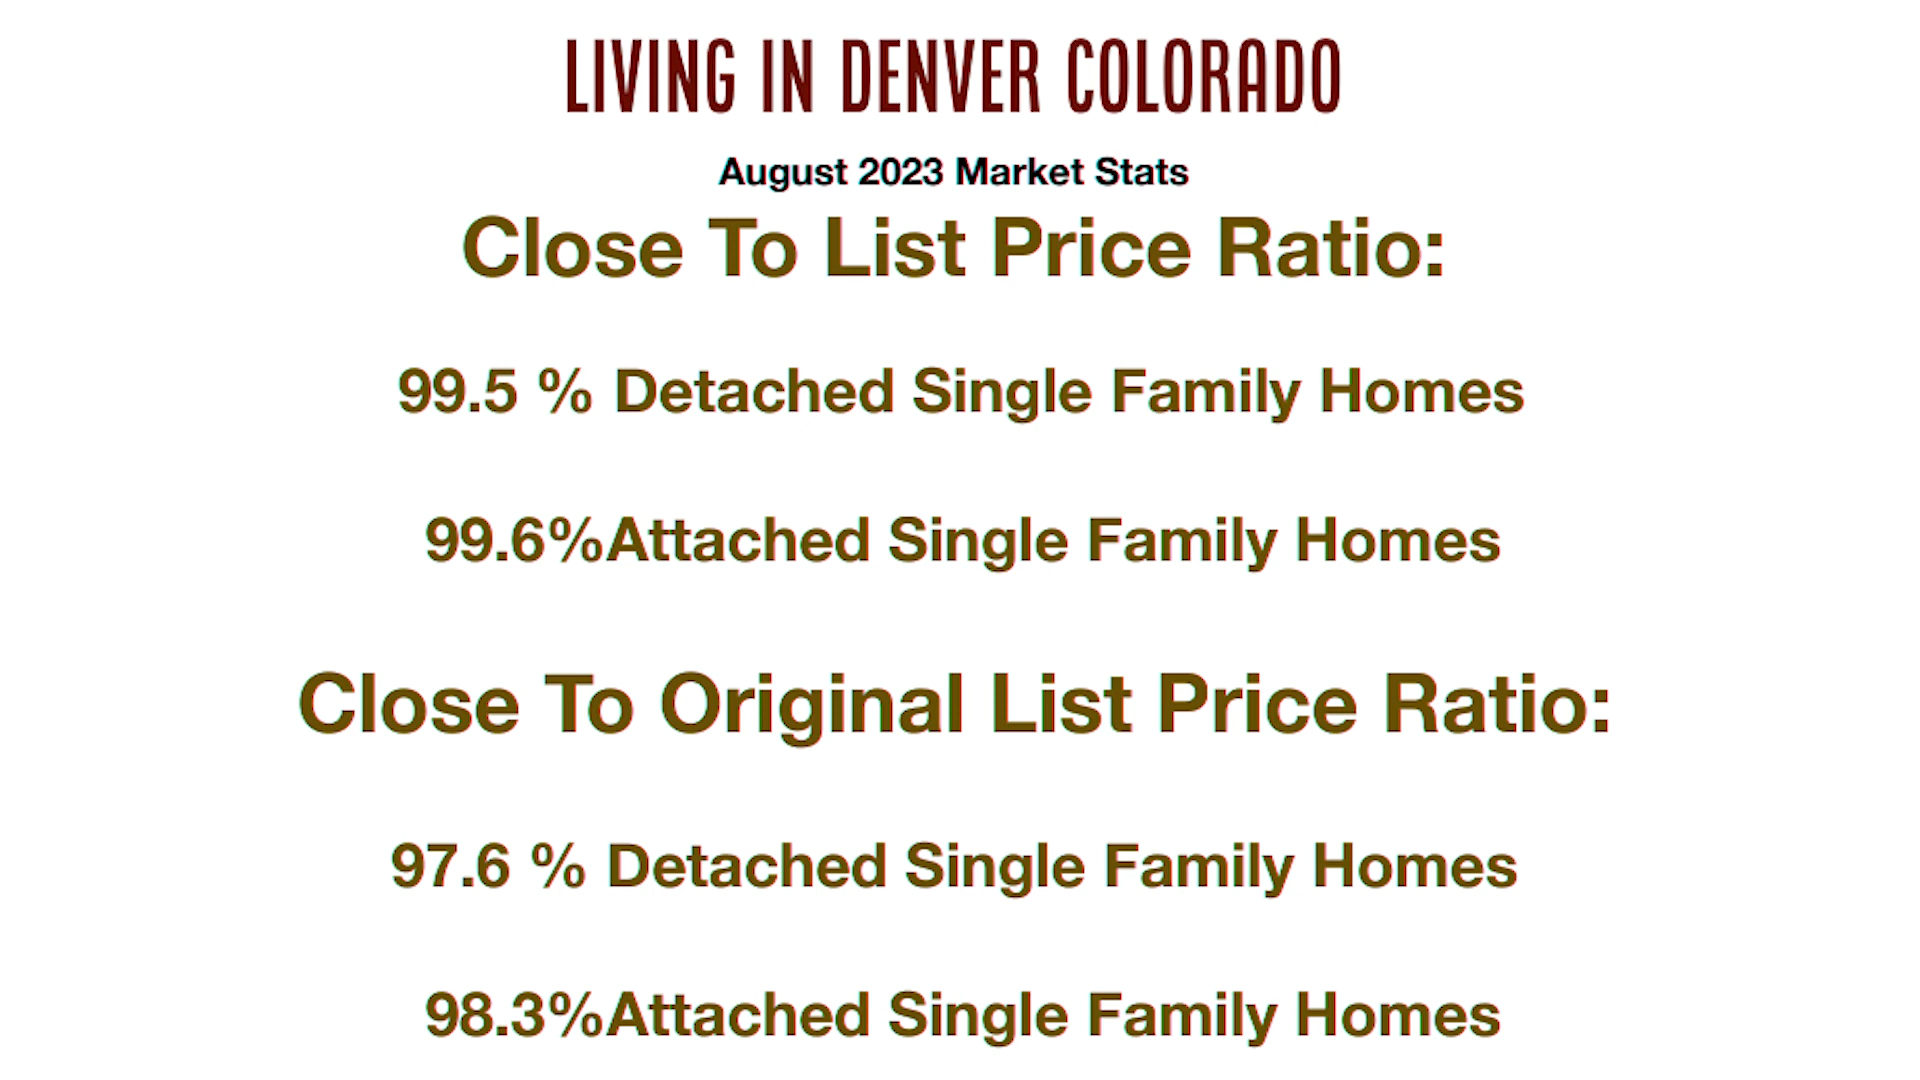 LIVING IN DENVER COLORADO
August 2023 Market Stats
Close To List Price Ratio:
99.5 % Detached Single Family Homes
99.6%Attached Single Family Homes
Close To Original List Price Ratio:
97.6 % Detached Single Family Homes
98.3%Attached Single Family Homes